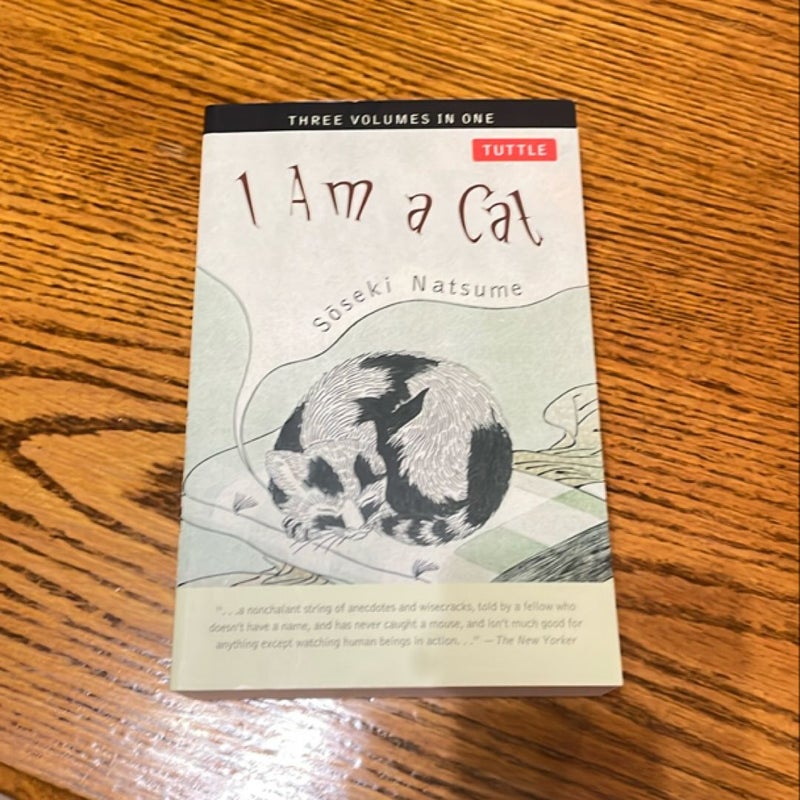 THREE VOLUMES IN ONE
TUTTLE
I Am a Cat
Sōseki Natsume
"...a nonchalant string of anecdotes and wisecracks, told by a fellow who
doesn't have a name, and has never caught a mouse, and isn't much good for
anything except watching human beings in action..." — The New Yorker